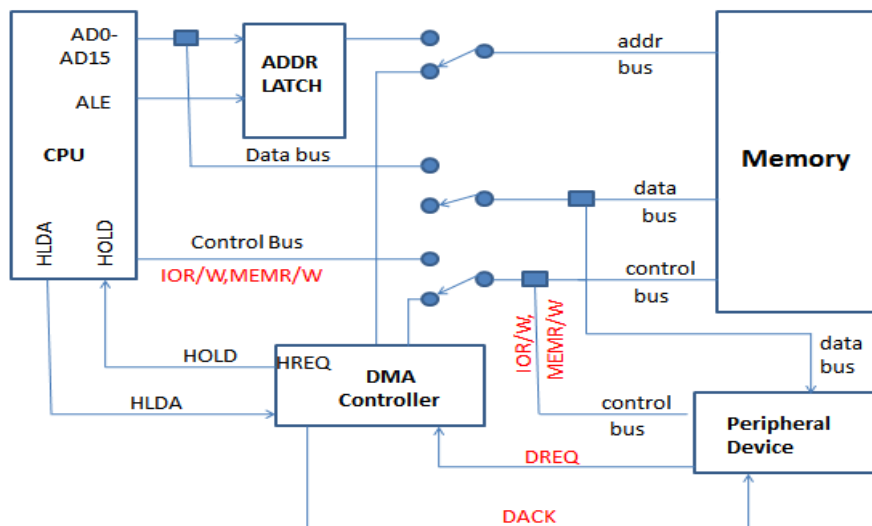 AD0-
AD15
ALE
CPU
HLDA
HOLD
ADDR
LATCH
Data bus
Control Bus
IOR/W,MEMR/W
addr
bus
data
bus
control
bus
Memory
IOR/W,
MEMR/W
data
bus
control
bus
HOLD
HREQ
HLDA
DMA
Controller
Peripheral
Device
DREQ
DACK